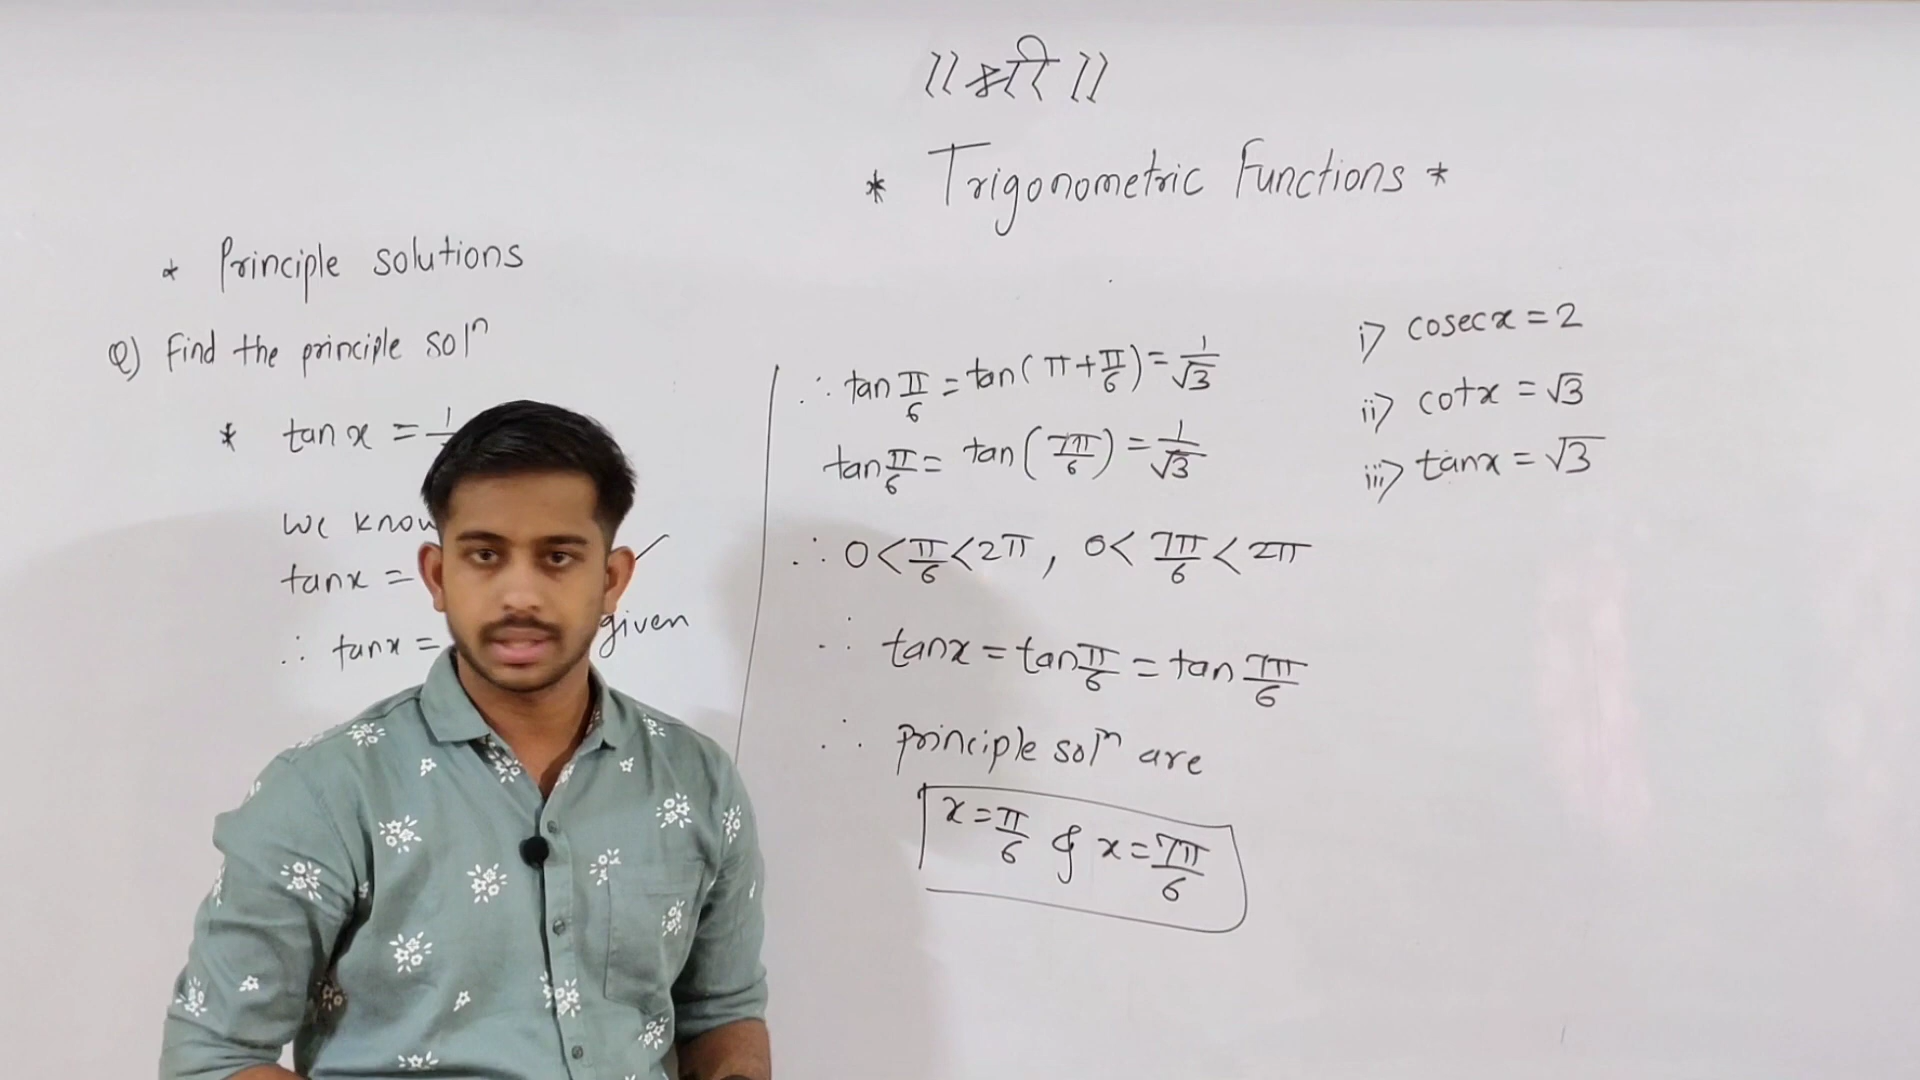 ॥ श्री ॥
* Trigonometric Functions *
* Principle solutions
Q) Find the principle solⁿ
* tan x = 1
We know
tanx =
∴ tanx = given
∴ tan π/6 = tan(π + π/6) = 1/√3
tan π/6 = tan(7π/6) = 1/√3
∴ 0 < π/6 < 2π, 0 < 7π/6 < 2π
∴ tanx = tan π/6 = tan 7π/6
∴ principle solⁿ are
x = π/6 & x = 7π/6
i) cosecx = 2
ii) cotx = √3
iii) tanx = √3